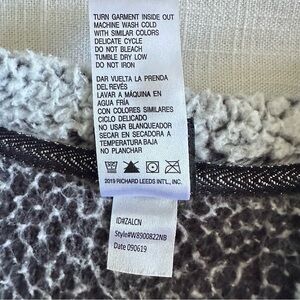 TURN GARMENT INSIDE OUT
MACHINE WASH COLD
WITH SIMILAR COLORS
DELICATE CYCLE
DO NOT BLEACH
TUMBLE DRY LOW
DO NOT IRON
DAR VUELTA LA PRENDA
DEL REVÉS
LAVAR A MÁQUINA EN
AGUA FRÍA
CON COLORES SIMILARES
CICLO DELICADO
NO USAR BLANQUEADOR
SECAR EN SECADORA A
TEMPERATURA BAJA
NO PLANCHAR
2019 RICHARD LEEDS INT'L., INC.
ID#ZALCN
Style#W8900822NB
Date 090619